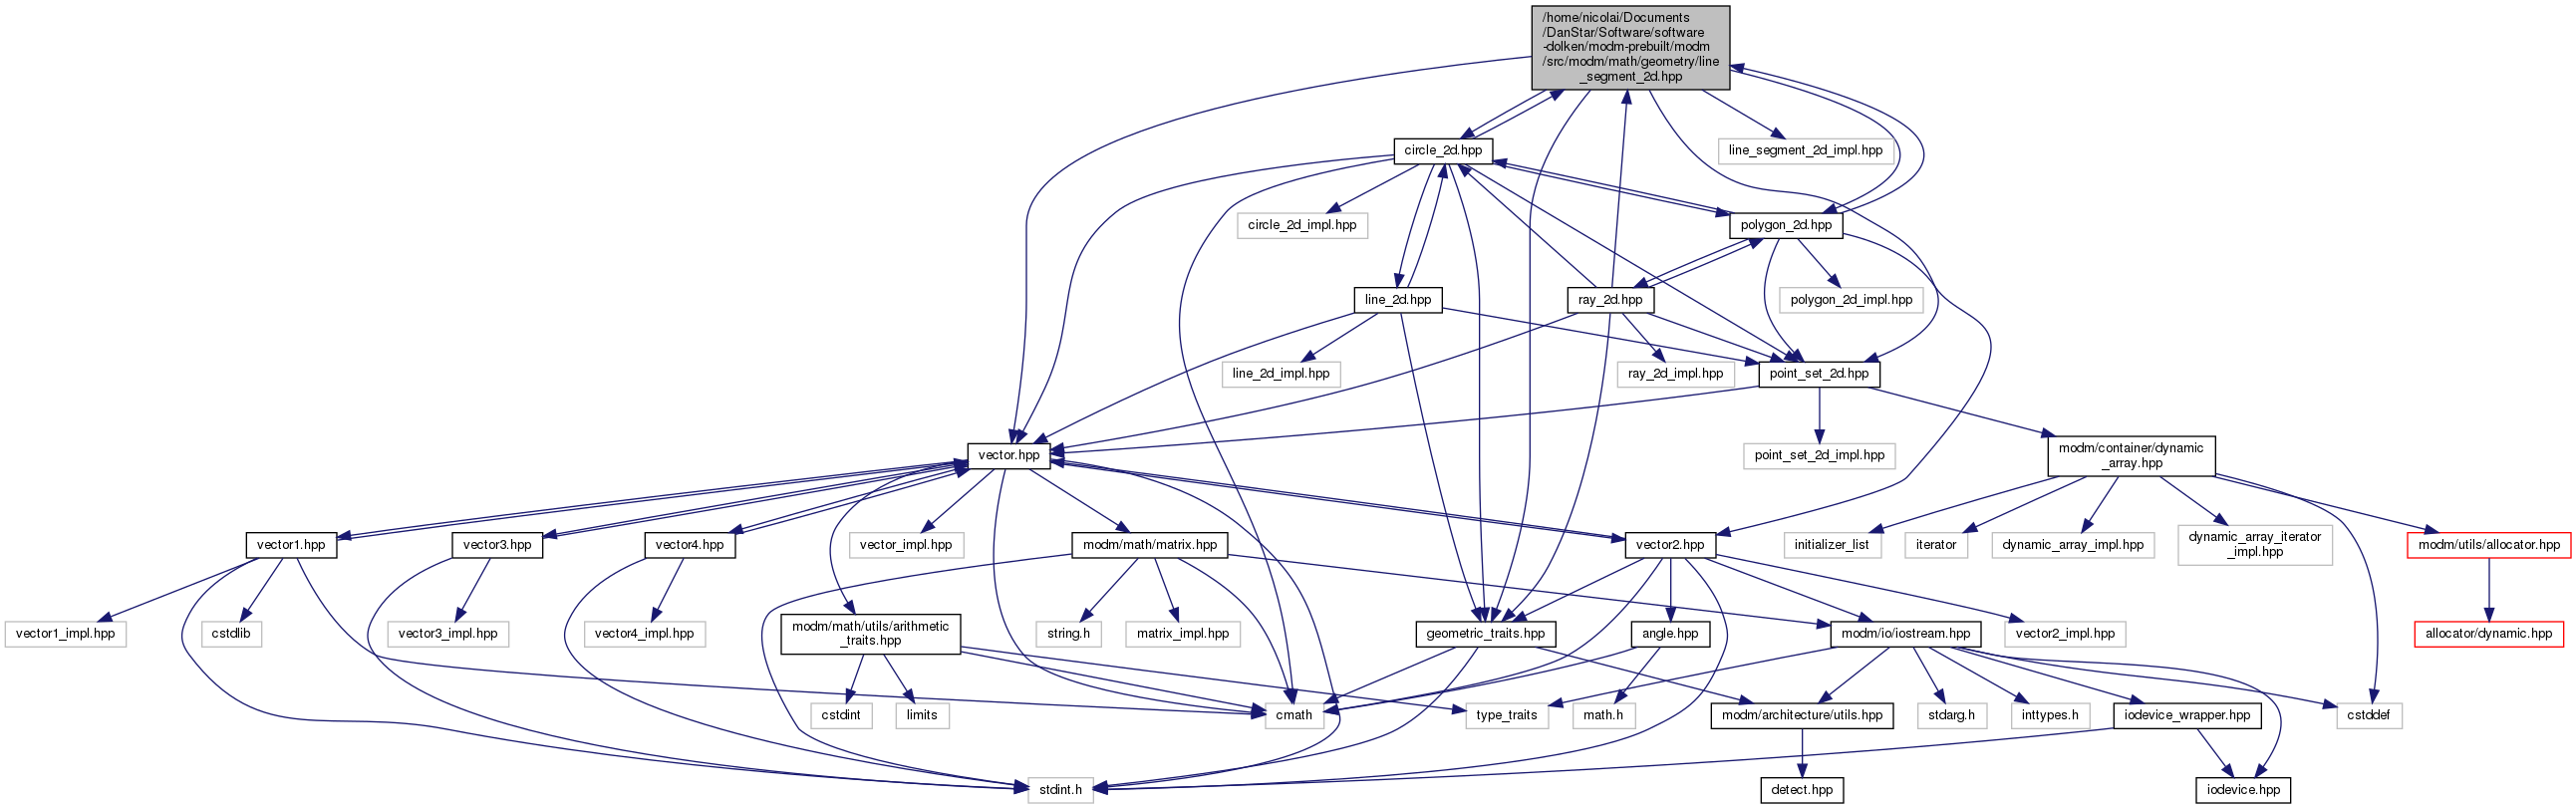 /home/nicolai/Documents
/DanStar/Software/software
-dolken/modm-prebuilt/modm
/src/modm/math/geometry/line
_segment_2d.hpp
circle_2d.hpp
line_segment_2d_impl.hpp
circle_2d_impl.hpp
polygon_2d.hpp
line_2d.hpp
ray_2d.hpp
polygon_2d_impl.hpp
line_2d_impl.hpp
ray_2d_impl.hpp
point_set_2d.hpp
vector.hpp
point_set_2d_impl.hpp
modm/container/dynamic
_array.hpp
vector1.hpp
vector3.hpp
vector4.hpp
vector_impl.hpp
modm/math/matrix.hpp
vector2.hpp
initializer_list
iterator
dynamic_array_impl.hpp
dynamic_array_iterator
_impl.hpp
modm/utils/allocator.hpp
vector1_impl.hpp
cstdlib
vector3_impl.hpp
vector4_impl.hpp
modm/math/utils/arithmetic
_traits.hpp
string.h
matrix_impl.hpp
geometric_traits.hpp
angle.hpp
modm/io/iostream.hpp
vector2_impl.hpp
allocator/dynamic.hpp
cstdint
limits
cmath
type_traits
math.h
modm/architecture/utils.hpp
stdarg.h
inttypes.h
iodevice_wrapper.hpp
cstddef
stdint.h
detect.hpp
iodevice.hpp